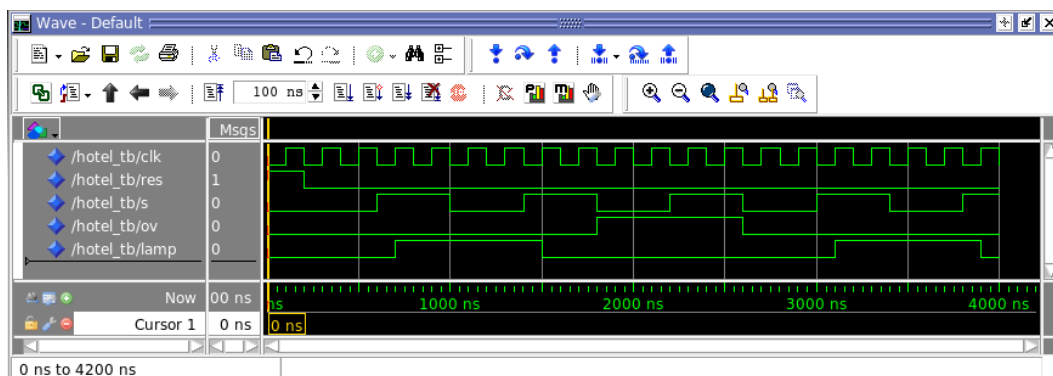 Wave - Default
100 ns
Msgs
/hotel_tb/clk 0
/hotel_tb/res 1
/hotel_tb/s 0
/hotel_tb/ov 0
/hotel_tb/lamp 0
Now 00 ns ns 1000 ns 2000 ns 3000 ns 4000 ns
Cursor 1 0 ns 0 ns
0 ns to 4200 ns